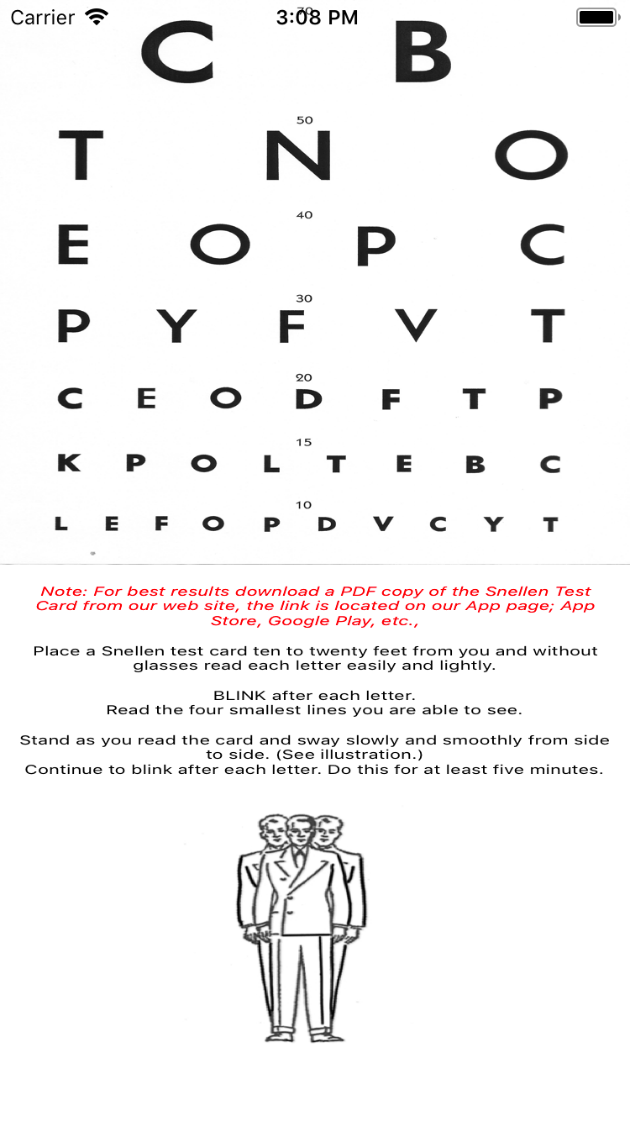 Carrier 3:08 PM
70
C B
50
T N O
40
E O P C
30
P Y F V T
20
C E O D F T P
15
K P O L T E B C
10
L E F O P D V C Y T
Note: For best results download a PDF copy of the Snellen Test
Card from our web site, the link is located on our App page; App
Store, Google Play, etc.,
Place a Snellen test card ten to twenty feet from you and without
glasses read each letter easily and lightly.
BLINK after each letter.
Read the four smallest lines you are able to see.
Stand as you read the card and sway slowly and smoothly from side
to side. (See illustration.)
Continue to blink after each letter. Do this for at least five minutes.